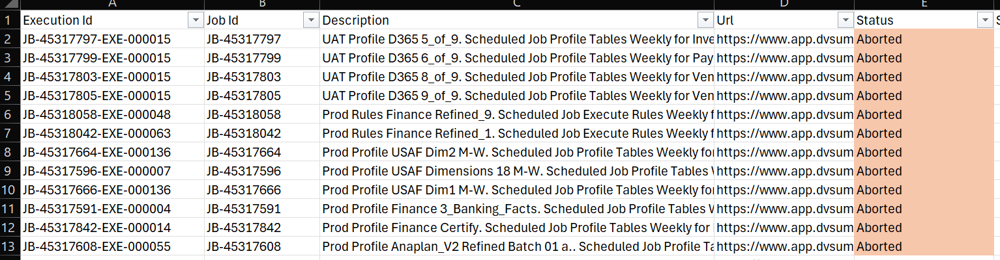 A B C D E
1 Execution Id Job Id Description Url Status
2 JB-45317797-EXE-000015 JB-45317797 UAT Profile D365 5_of_9. Scheduled Job Profile Tables Weekly for Inve https://www.app.dvsum Aborted
3 JB-45317799-EXE-000015 JB-45317799 UAT Profile D365 6_of_9. Scheduled Job Profile Tables Weekly for Pay https://www.app.dvsum Aborted
4 JB-45317803-EXE-000015 JB-45317803 UAT Profile D365 8_of_9. Scheduled Job Profile Tables Weekly for Ven https://www.app.dvsum Aborted
5 JB-45317805-EXE-000015 JB-45317805 UAT Profile D365 9_of_9. Scheduled Job Profile Tables Weekly for Ven https://www.app.dvsum Aborted
6 JB-45318058-EXE-000048 JB-45318058 Prod Rules Finance Refined_9. Scheduled Job Execute Rules Weekly f https://www.app.dvsum Aborted
7 JB-45318042-EXE-000063 JB-45318042 Prod Rules Finance Refined_1. Scheduled Job Execute Rules Weekly f https://www.app.dvsum Aborted
8 JB-45317664-EXE-000136 JB-45317664 Prod Profile USAF Dim2 M-W. Scheduled Job Profile Tables Weekly for https://www.app.dvsum Aborted
9 JB-45317596-EXE-000007 JB-45317596 Prod Profile USAF Dimensions 18 M-W. Scheduled Job Profile Tables https://www.app.dvsum Aborted
10 JB-45317666-EXE-000136 JB-45317666 Prod Profile USAF Dim1 M-W. Scheduled Job Profile Tables Weekly for https://www.app.dvsum Aborted
11 JB-45317591-EXE-000004 JB-45317591 Prod Profile Finance 3_Banking_Facts. Scheduled Job Profile Tables https://www.app.dvsum Aborted
12 JB-45317842-EXE-000014 JB-45317842 Prod Profile Finance Certify. Scheduled Job Profile Tables Weekly for https://www.app.dvsum Aborted
13 JB-45317608-EXE-000055 JB-45317608 Prod Profile Anaplan_V2 Refined Batch 01 a.. Scheduled Job Profile Ta https://www.app.dvsum Aborted